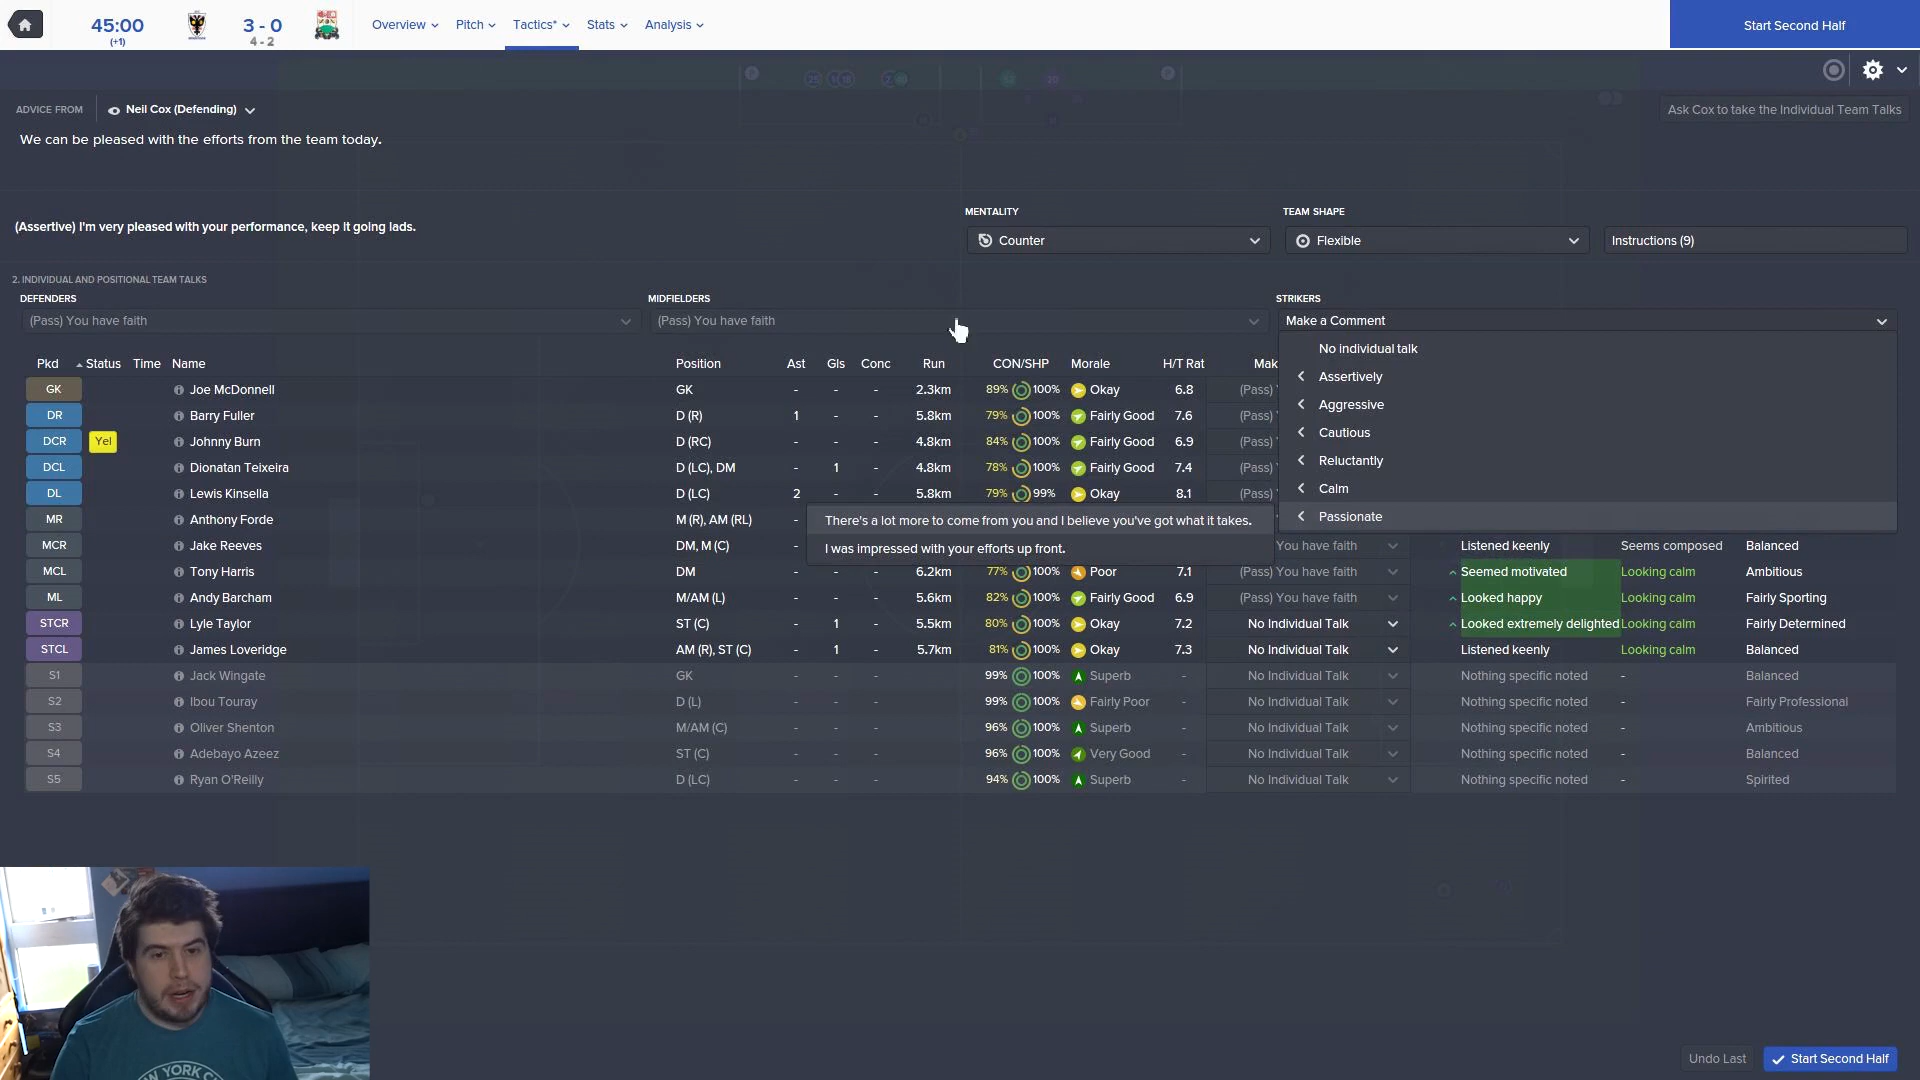 45:00
(+1)
3 - 0
4 - 2
Overview
Pitch
Tactics*
Stats
Analysis
Start Second Half
ADVICE FROM
Neil Cox (Defending)
Ask Cox to take the Individual Team Talks
We can be pleased with the efforts from the team today.
MENTALITY
TEAM SHAPE
(Assertive) I'm very pleased with your performance, keep it going lads.
Counter
Flexible
Instructions (9)
2. INDIVIDUAL AND POSITIONAL TEAM TALKS
DEFENDERS
MIDFIELDERS
STRIKERS
(Pass) You have faith
(Pass) You have faith
Make a Comment
No individual talk
Assertively
Aggressive
Cautious
Reluctantly
Calm
Passionate
There's a lot more to come from you and I believe you've got what it takes.
I was impressed with your efforts up front.
Pkd Status Time Name Position Ast Gls Conc Run CON/SHP Morale H/T Rat Mak
GK Joe McDonnell GK - - - 2.3km 89% 100% Okay 6.8 (Pass)
DR Barry Fuller D (R) 1 - - 5.8km 79% 100% Fairly Good 7.6 (Pass)
DCR Yel Johnny Burn D (RC) - - - 4.8km 84% 100% Fairly Good 6.9 (Pass)
DCL Dionatan Teixeira D (LC), DM - 1 - 4.8km 78% 100% Fairly Good 7.4 (Pass)
DL Lewis Kinsella D (LC) 2 - - 5.8km 79% 99% Okay 8.1 (Pass)
MR Anthony Forde M (R), AM (RL) -
MCR Jake Reeves DM, M (C) - You have faith Listened keenly Seems composed Balanced
MCL Tony Harris DM - - - 6.2km 77% 100% Poor 7.1 (Pass) You have faith Seemed motivated Looking calm Ambitious
ML Andy Barcham M/AM (L) - - - 5.6km 82% 100% Fairly Good 6.9 (Pass) You have faith Looked happy Looking calm Fairly Sporting
STCR Lyle Taylor ST (C) - 1 - 5.5km 80% 100% Okay 7.2 No Individual Talk Looked extremely delighted Looking calm Fairly Determined
STCL James Loveridge AM (R), ST (C) - 1 - 5.7km 81% 100% Okay 7.3 No Individual Talk Listened keenly Looking calm Balanced
S1 Jack Wingate GK - - - 99% 100% Superb - No Individual Talk Nothing specific noted - Balanced
S2 Ibou Touray D (L) - - - 99% 100% Fairly Poor - No Individual Talk Nothing specific noted - Fairly Professional
S3 Oliver Shenton M/AM (C) - - - 96% 100% Superb - No Individual Talk Nothing specific noted - Ambitious
S4 Adebayo Azeez ST (C) - - - 96% 100% Very Good - No Individual Talk Nothing specific noted - Balanced
S5 Ryan O'Reilly D (LC) - - - 94% 100% Superb - No Individual Talk Nothing specific noted - Spirited
Undo Last
Start Second Half